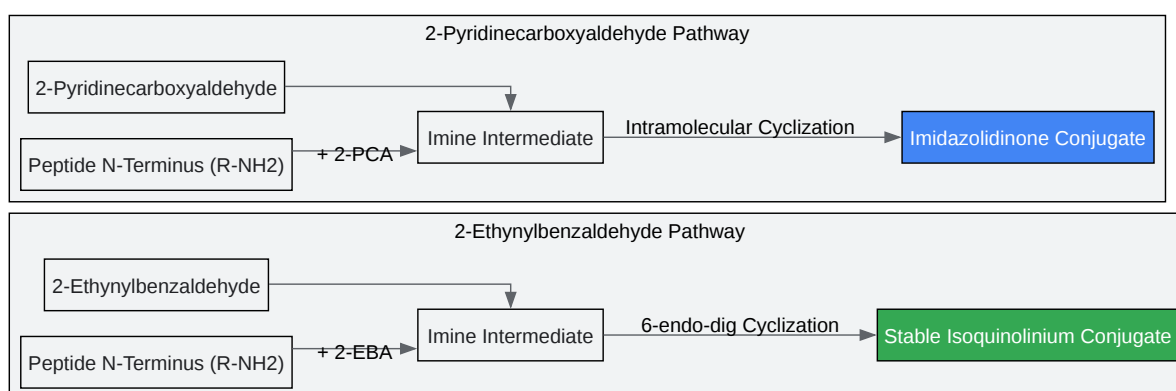 2-Pyridinecarboxyaldehyde Pathway
2-Pyridinecarboxyaldehyde
Peptide N-Terminus (R-NH2)
+ 2-PCA
Imine Intermediate
Intramolecular Cyclization
Imidazolidinone Conjugate
2-Ethynylbenzaldehyde Pathway
2-Ethynylbenzaldehyde
Peptide N-Terminus (R-NH2)
+ 2-EBA
Imine Intermediate
6-endo-dig Cyclization
Stable Isoquinolinium Conjugate